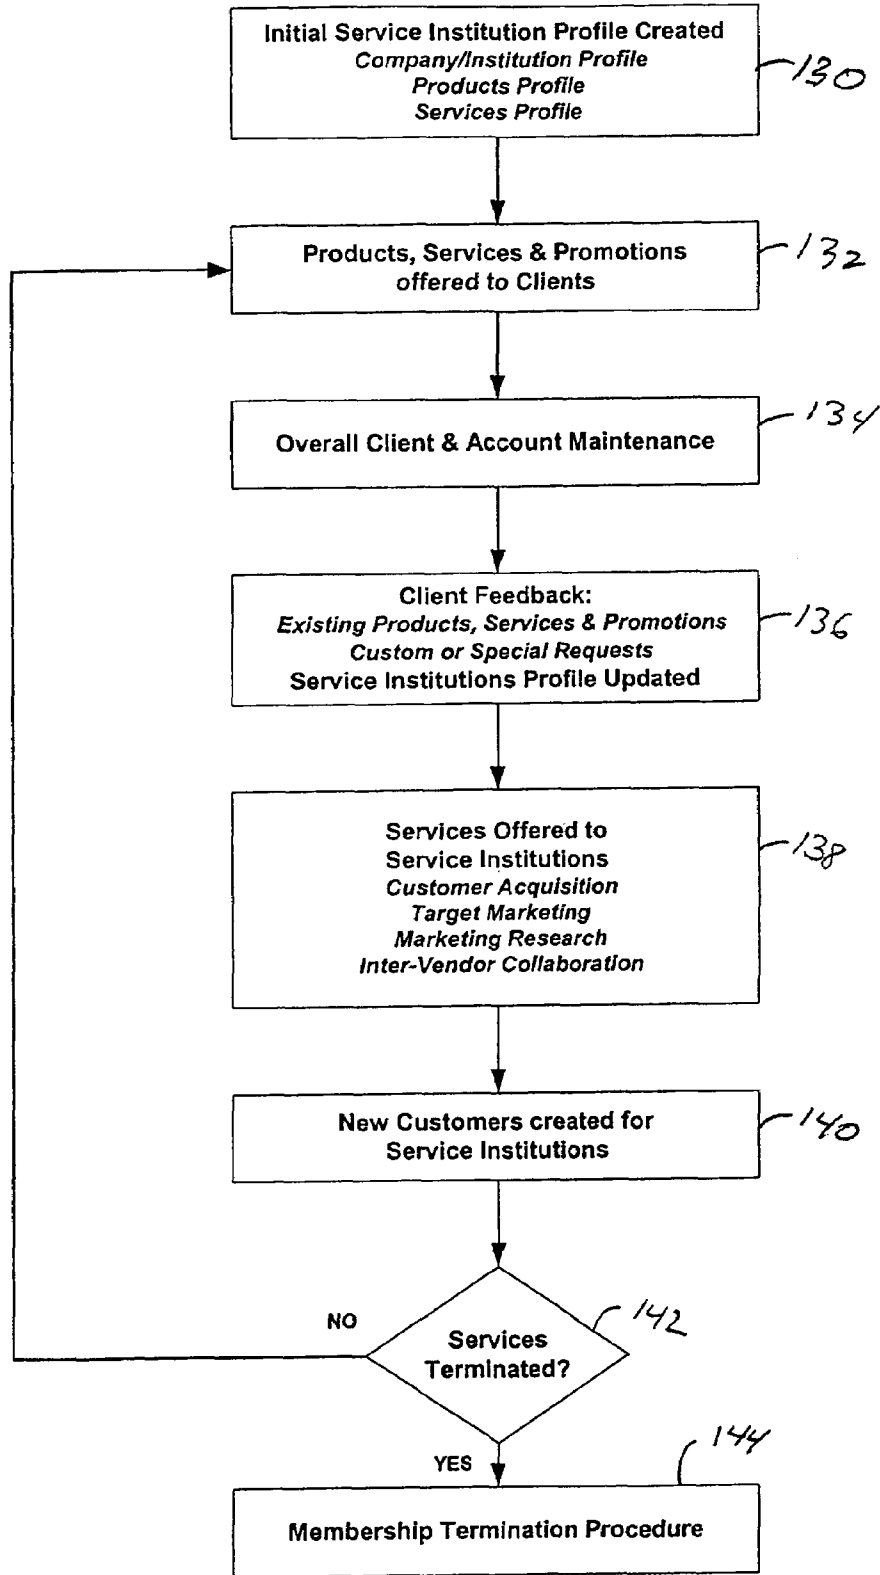 Initial Service Institution Profile Created
Company/Institution Profile
Products Profile
Services Profile
130
Products, Services & Promotions
offered to Clients
132
Overall Client & Account Maintenance
134
Client Feedback:
Existing Products, Services & Promotions
Custom or Special Requests
Service Institutions Profile Updated
136
Services Offered to
Service Institutions
Customer Acquisition
Target Marketing
Marketing Research
Inter-Vendor Collaboration
138
New Customers created for
Service Institutions
140
NO
Services
Terminated?
142
YES
144
Membership Termination Procedure